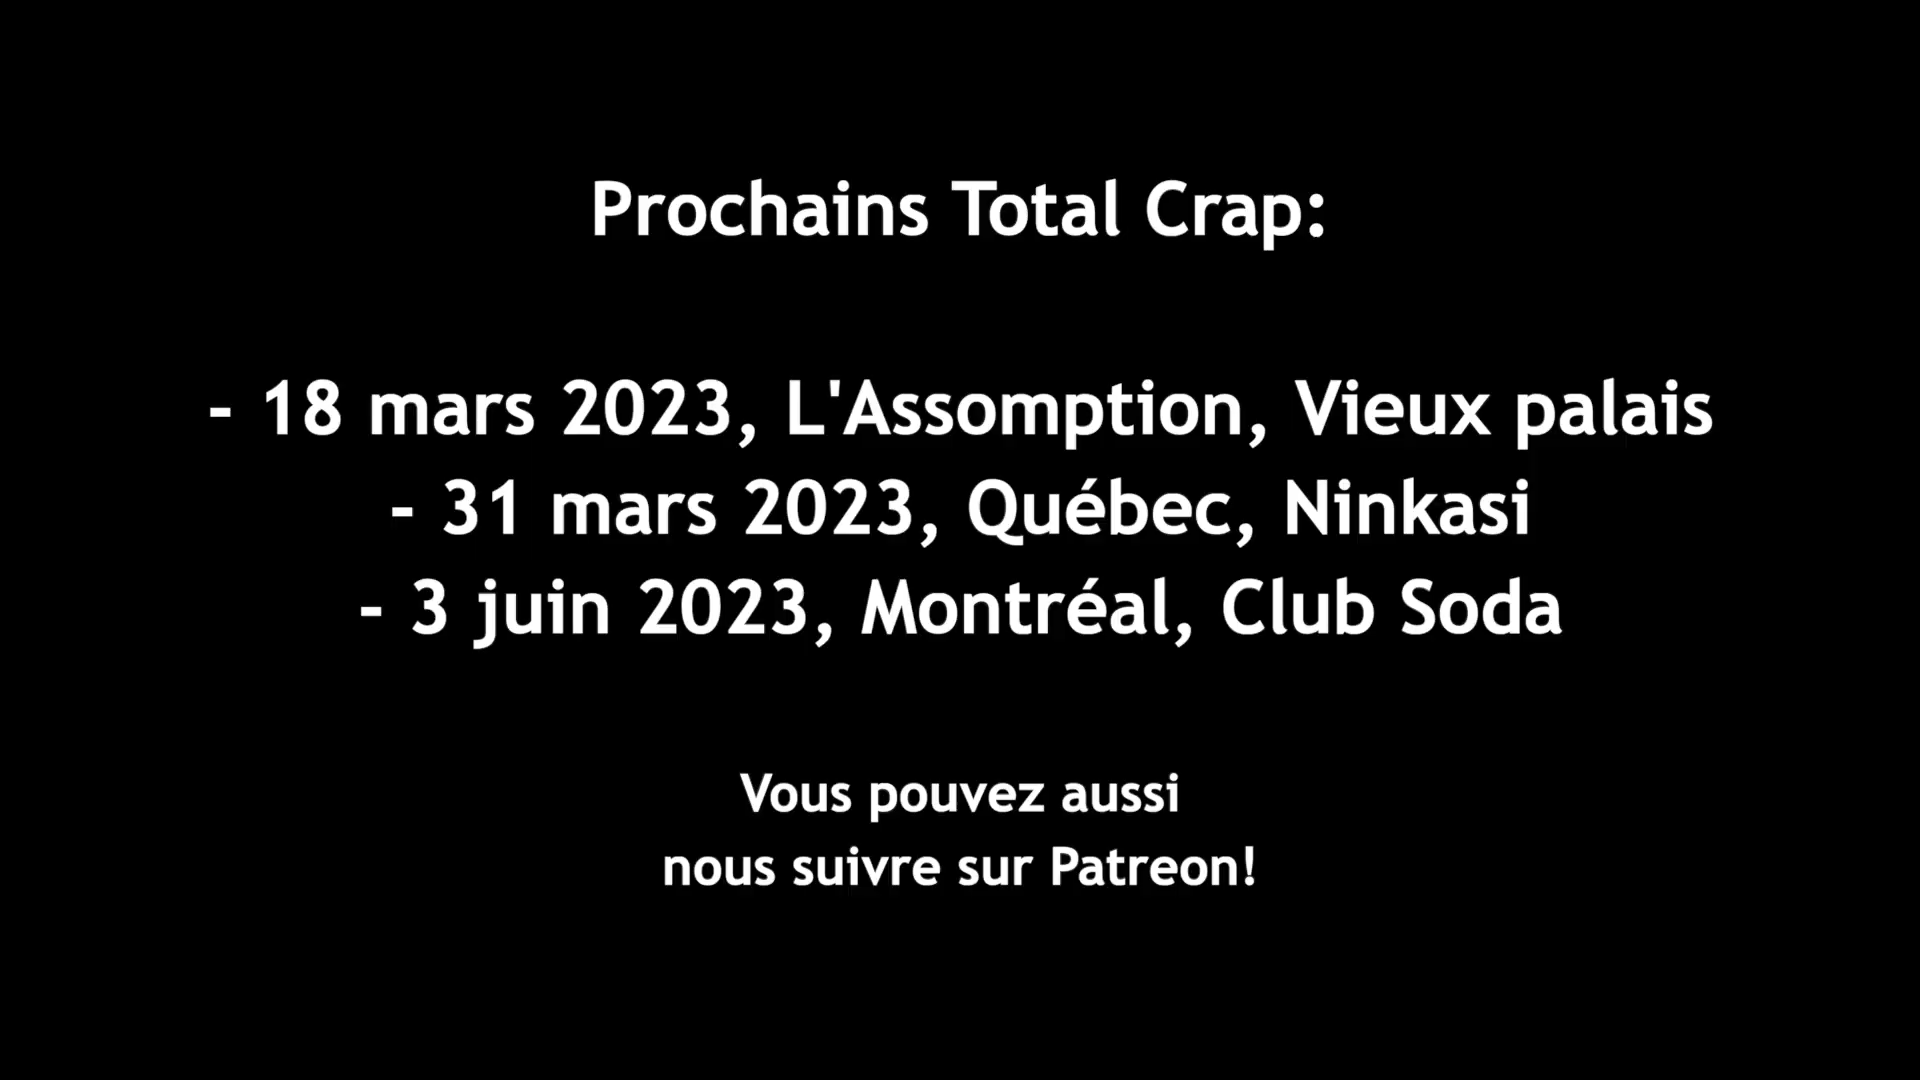 Prochains Total Crap:
- 18 mars 2023, L'Assomption, Vieux palais
- 31 mars 2023, Québec, Ninkasi
- 3 juin 2023, Montréal, Club Soda
Vous pouvez aussi
nous suivre sur Patreon!